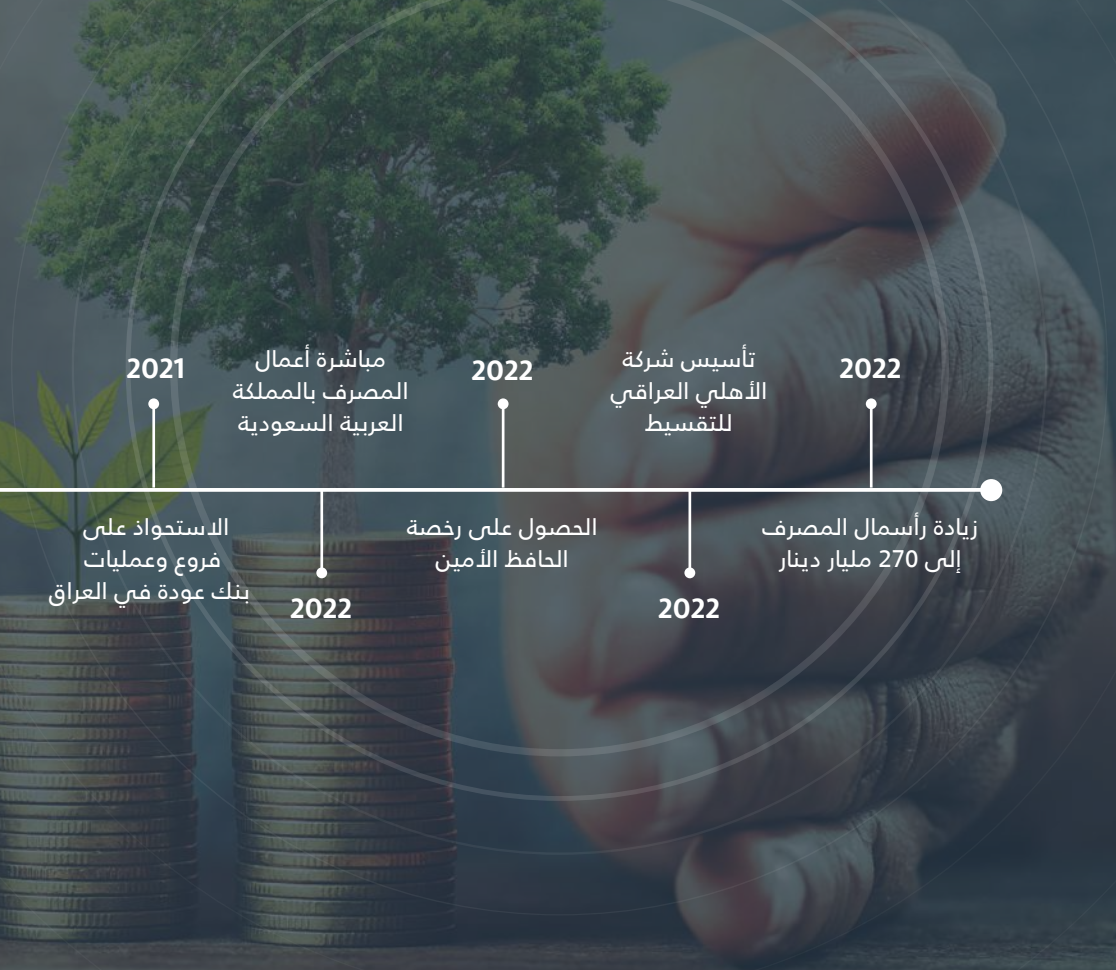 2021
الاستحواذ على
فروع وعمليات
بنك عودة في العراق
مباشرة أعمال
المصرف بالمملكة
العربية السعودية
2022
2022
الحصول على رخصة
الحافظ الأمين
تأسيس شركة
الأهلي العراقي
للتقسيط
2022
2022
زيادة رأسمال المصرف
إلى 270 مليار دينار